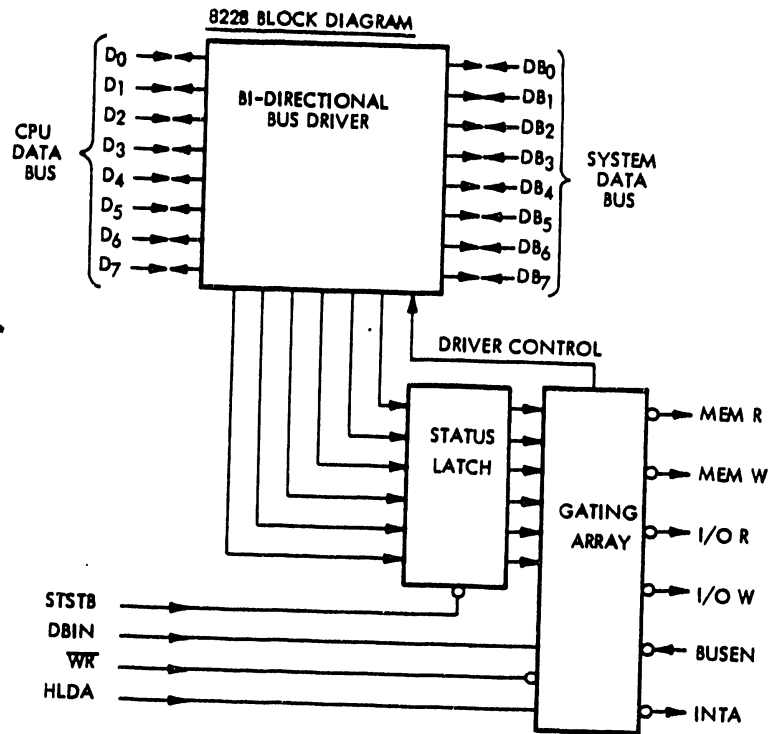 8228 BLOCK DIAGRAM
CPU
DATA
BUS
D0
D1
D2
D3
D4
D5
D6
D7
BI-DIRECTIONAL
BUS DRIVER
DB0
DB1
DB2
DB3
DB4
DB5
DB6
DB7
SYSTEM
DATA
BUS
DRIVER CONTROL
STATUS
LATCH
GATING
ARRAY
MEM R
MEM W
I/O R
I/O W
BUSEN
INTA
STSTB
DBIN
W̅R̅
HLDA